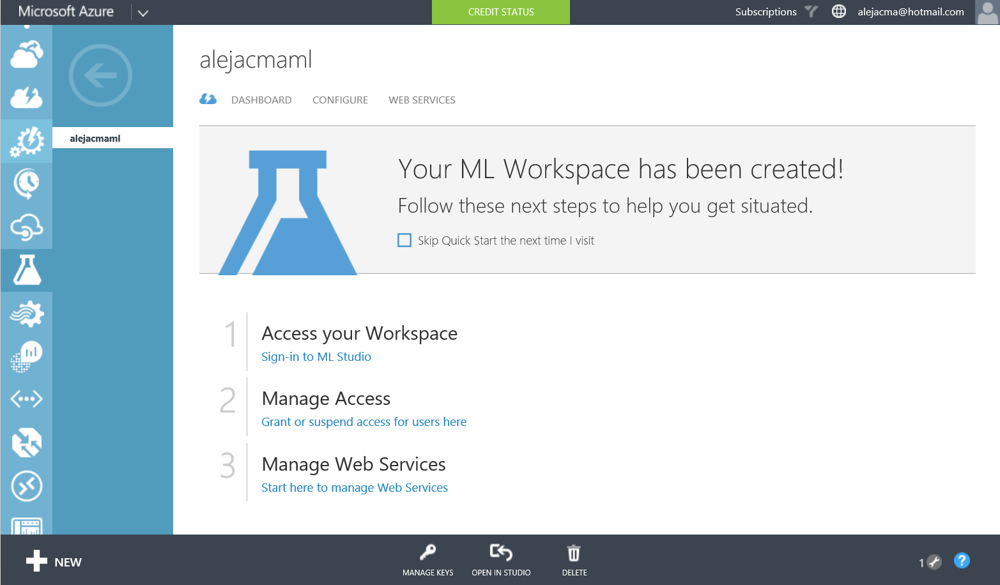 Microsoft Azure
CREDIT STATUS
Subscriptions
alejacma@hotmail.com
alejacmaml
alejacmaml
DASHBOARD CONFIGURE WEB SERVICES
Your ML Workspace has been created!
Follow these next steps to help you get situated.
Skip Quick Start the next time I visit
1 Access your Workspace
Sign-in to ML Studio
2 Manage Access
Grant or suspend access for users here
3 Manage Web Services
Start here to manage Web Services
NEW
MANAGE KEYS
OPEN IN STUDIO
DELETE
1
?